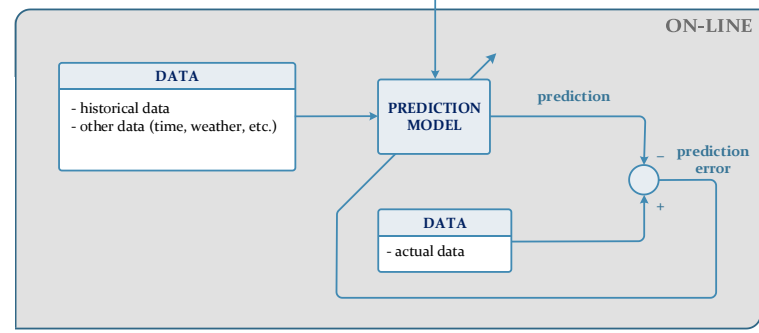 ON-LINE
DATA
- historical data
- other data (time, weather, etc.)
PREDICTION
MODEL
prediction
–
prediction
error
+
DATA
- actual data